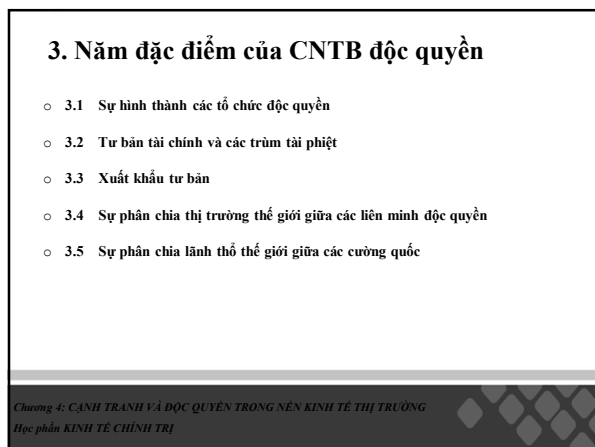 3. Năm đặc điểm của CNTB độc quyền
○ 3.1 Sự hình thành các tổ chức độc quyền
○ 3.2 Tư bản tài chính và các trùm tài phiệt
○ 3.3 Xuất khẩu tư bản
○ 3.4 Sự phân chia thị trường thế giới giữa các liên minh độc quyền
○ 3.5 Sự phân chia lãnh thổ thế giới giữa các cường quốc
Chương 4: CẠNH TRANH VÀ ĐỘC QUYỀN TRONG NỀN KINH TẾ THỊ TRƯỜNG
Học phần KINH TẾ CHÍNH TRỊ